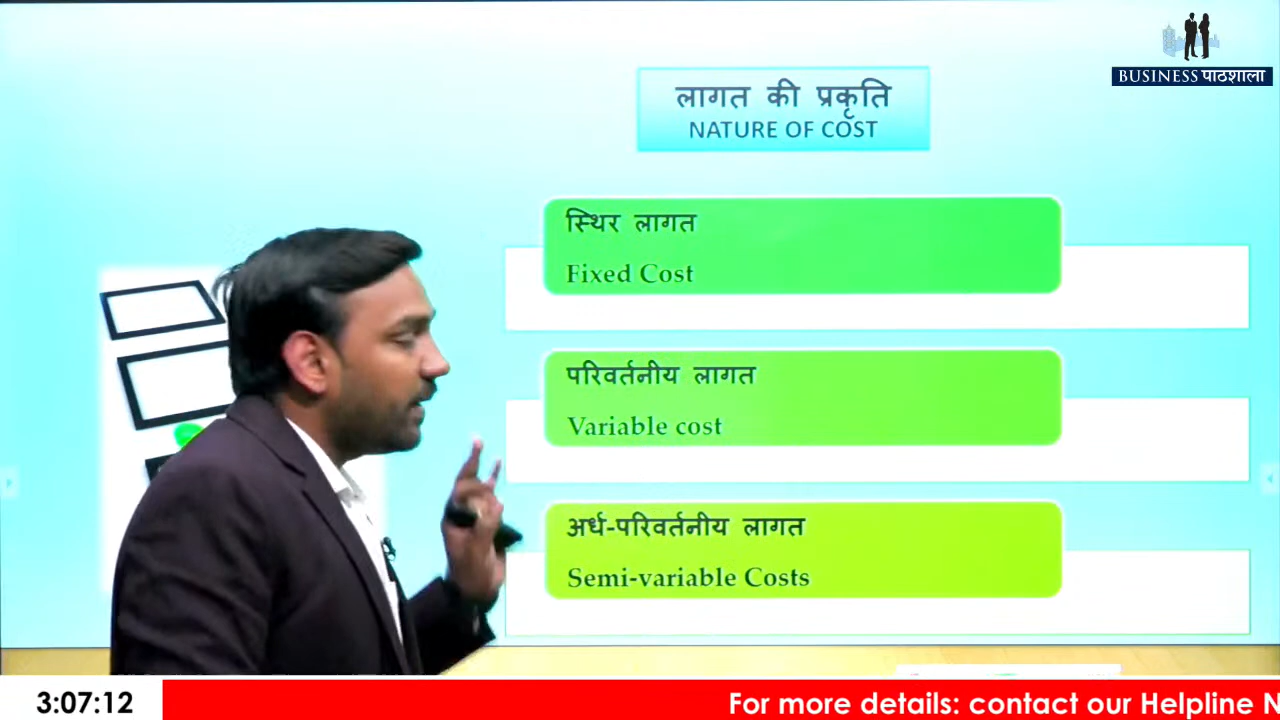 BUSINESS पाठशाला
लागत की प्रकृति
NATURE OF COST
स्थिर लागत
Fixed Cost
परिवर्तनीय लागत
Variable cost
अर्ध-परिवर्तनीय लागत
Semi-variable Costs
3:07:12
For more details: contact our Helpline N